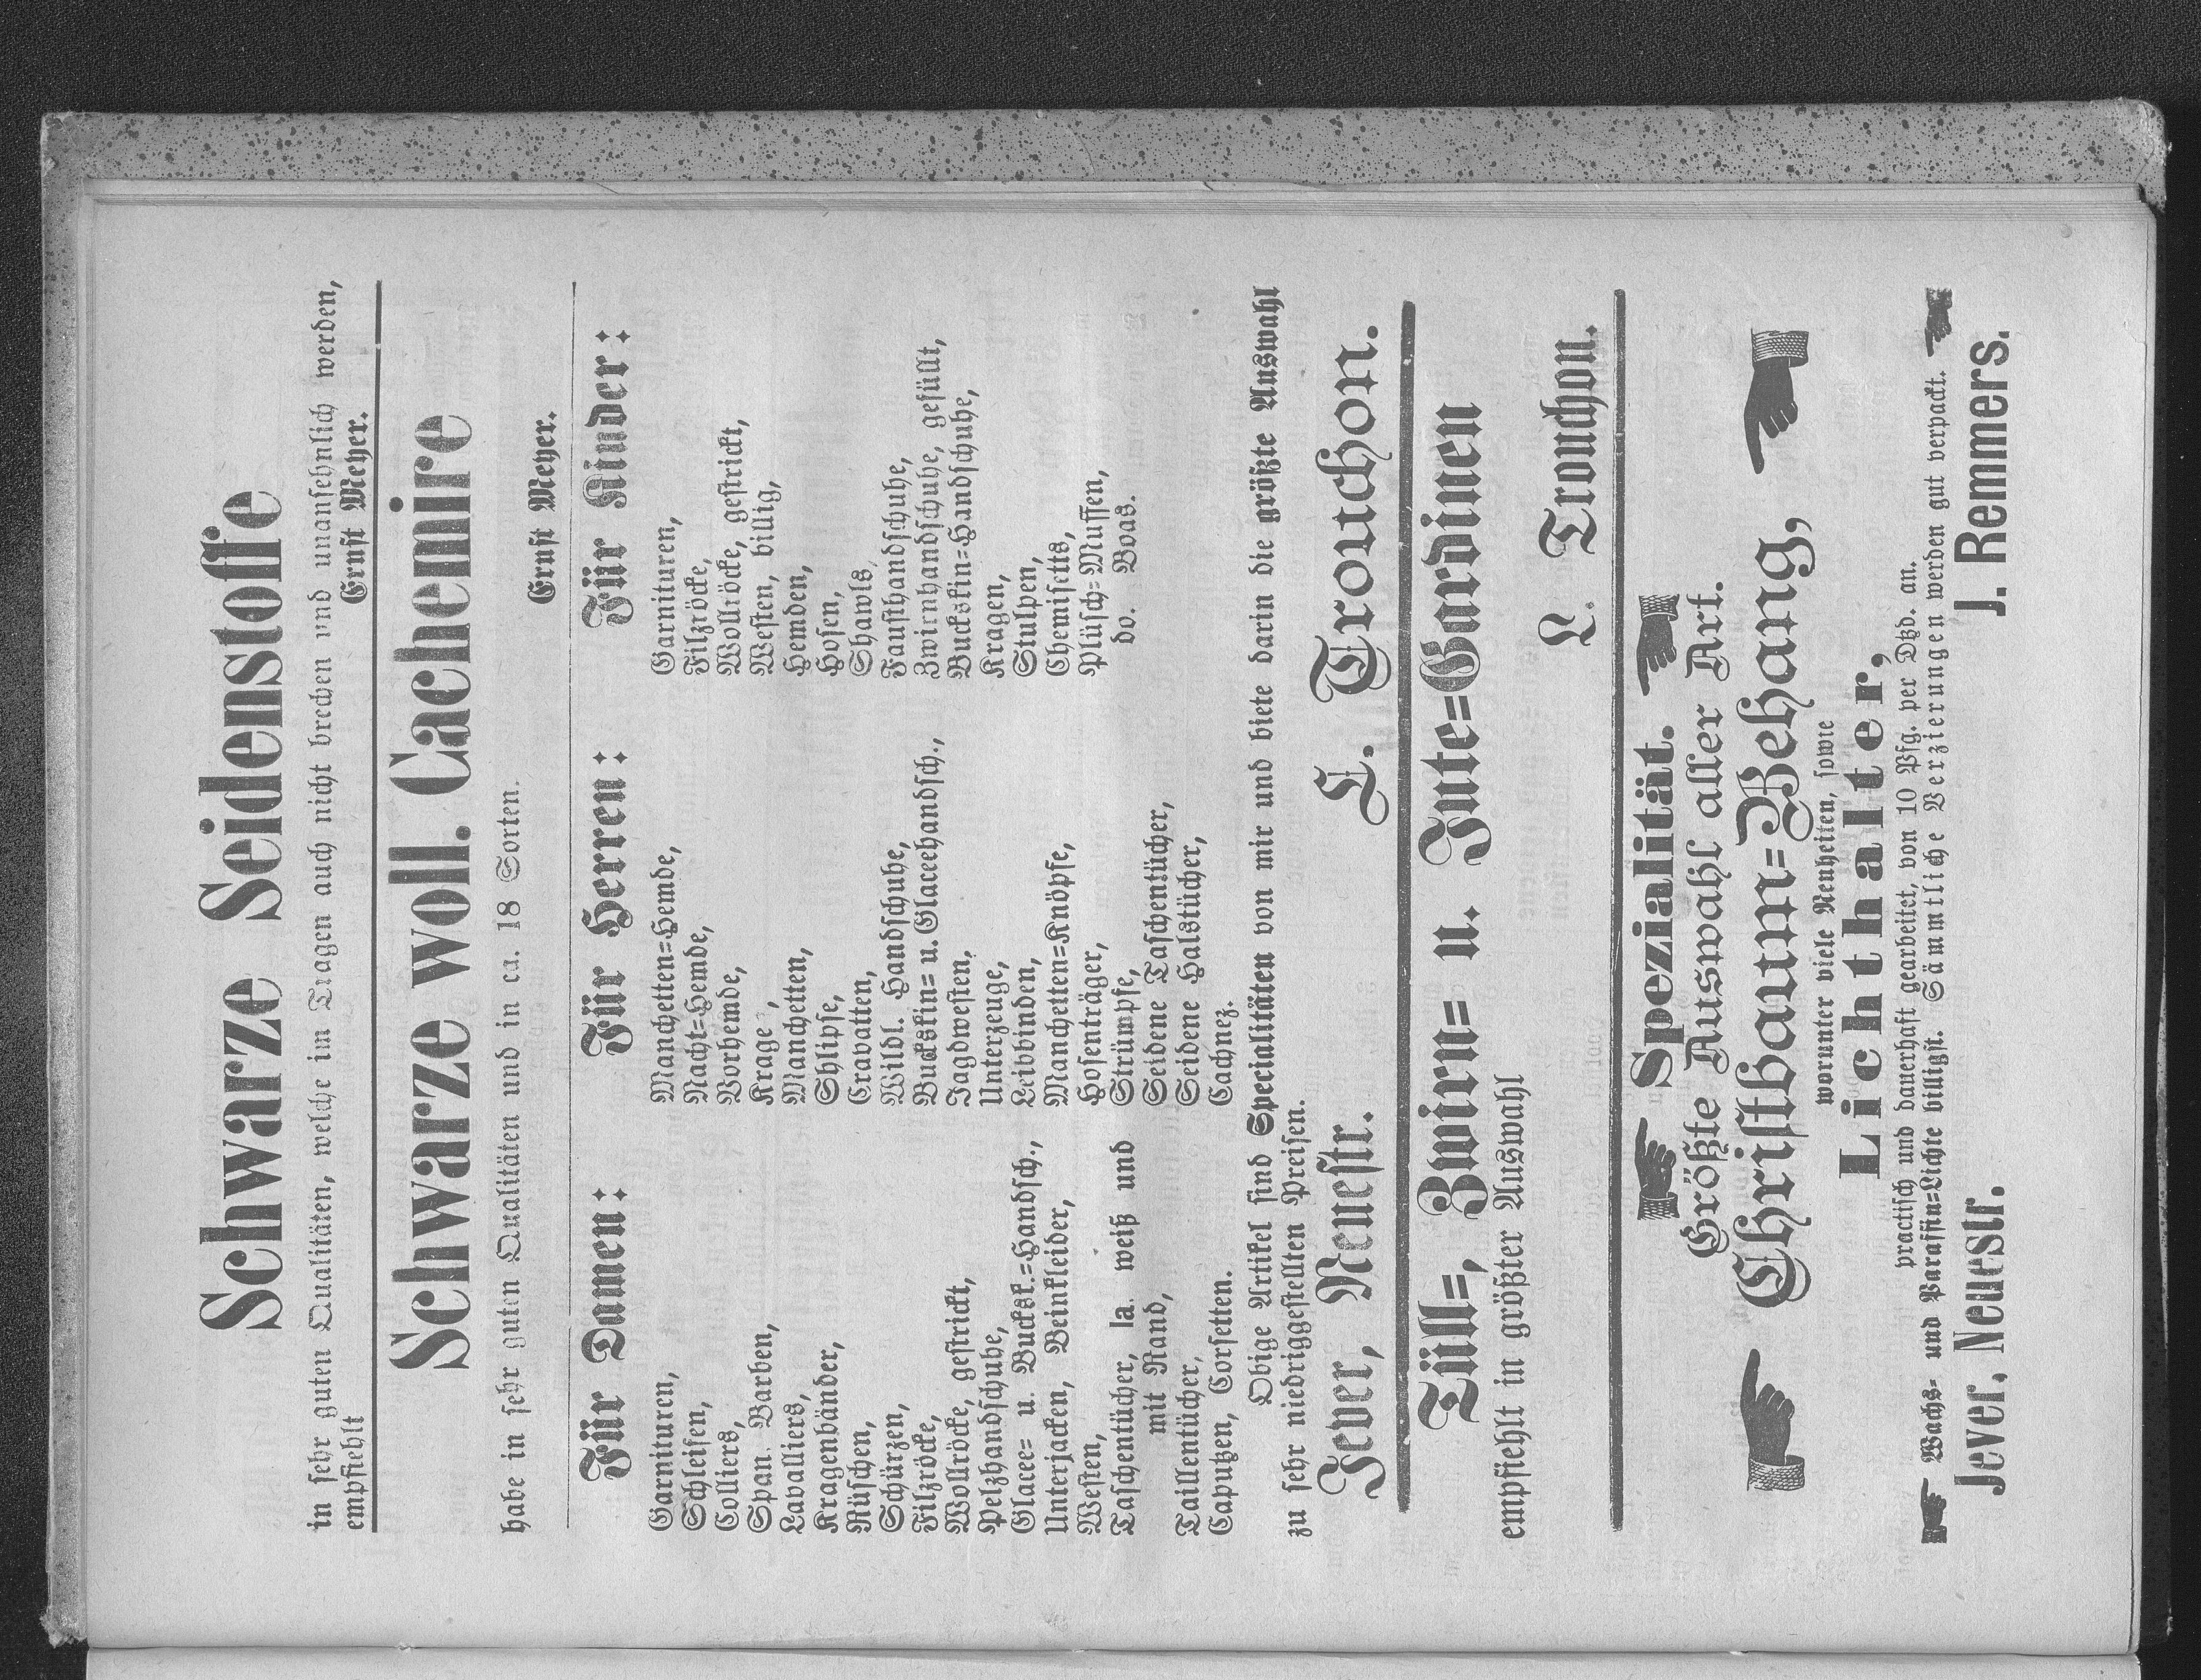 Schwarze Seidenstoffe
in sehr guten Qualitäten, welche im Tragen auch nicht brechen und unansehnlich werden,
empfiehlt Ernst Meyer.
Schwarze woll. Cachemire
habe in sehr guten Qualitäten und in ca. 18 Sorten.
Ernst Meyer.
Für Damen:
Garnituren,
Schleifen,
Colliers,
Span. Barben,
Lavalliers,
Kragenbänder,
Rüschen,
Schürzen,
Filzröcke,
Wollröcke, gestrickt,
Pelzhandschuhe,
Glacee= u. Bucksk.=Handsch.,
Unterjacken, Beinkleider,
Westen,
Taschentücher, Ia. weiß und
mit Rand,
Taillentücher,
Caputzen, Corsetten.
Für Herren:
Manchetten=Hemde,
Nacht=Hemde,
Vorhemde,
Krage,
Manchetten,
Shlipse,
Cravatten,
Wildl. Handschuhe,
Buckskin= u. Glaceehandsch.,
Jagdwesten,
Unterzeuge,
Leibbinden,
Manchetten=Knöpfe,
Hosenträger,
Strümpfe,
Seidene Taschentücher,
Seidene Halstücher,
Cachnez.
Für Kinder:
Garnituren,
Filzröcke,
Wollröcke, gestrickt,
Westen, billig,
Hemden,
Hosen,
Shawls,
Fausthandschuhe,
Zwirnhandschuhe, gefüllt,
Buckskin=Handschuhe,
Kragen,
Stulpen,
Chemisetts,
Plüsch=Muffen,
do. Boas.
Obige Artikel sind Specialitäten von mir und biete darin die größte Auswahl
zu sehr niedriggestellten Preisen.
Jever, Neuestr. L. Trouchon.
Tüll=, Zwirn= u. Jute=Gardinen
empfiehlt in größter Auswahl
L. Trouchon.
Spezialität.
Größte Auswahl aller Art.
Christbaum=Behang,
worunter viele Neuheiten, sowie
Lichthalter,
practisch und dauerhaft gearbeitet, von 10 Pfg. per Dtzd. an.
Wachs- und Paraffin=Lichte billigst. Sämmtliche Verzierungen werden gut verpackt.
Jever, Neuestr. J. Remmers.